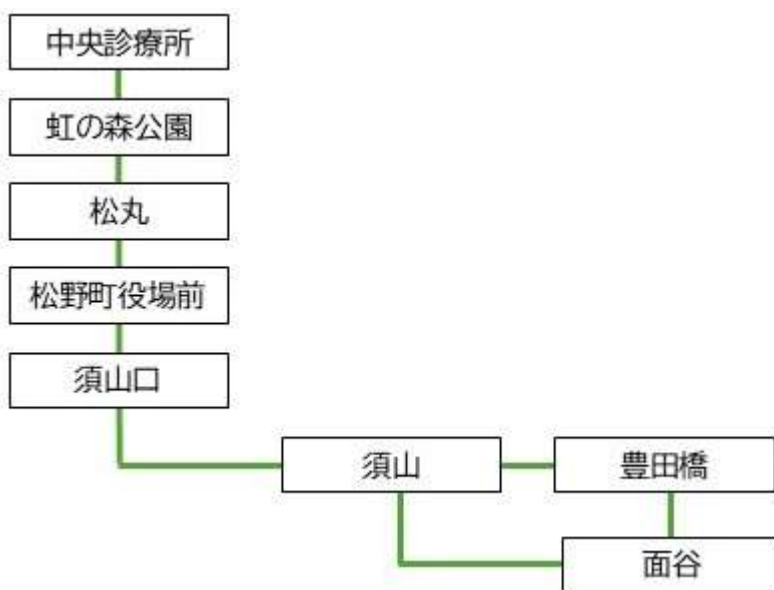 中央診療所
虹の森公園
松丸
松野町役場前
須山口
須山
豊田橋
面谷